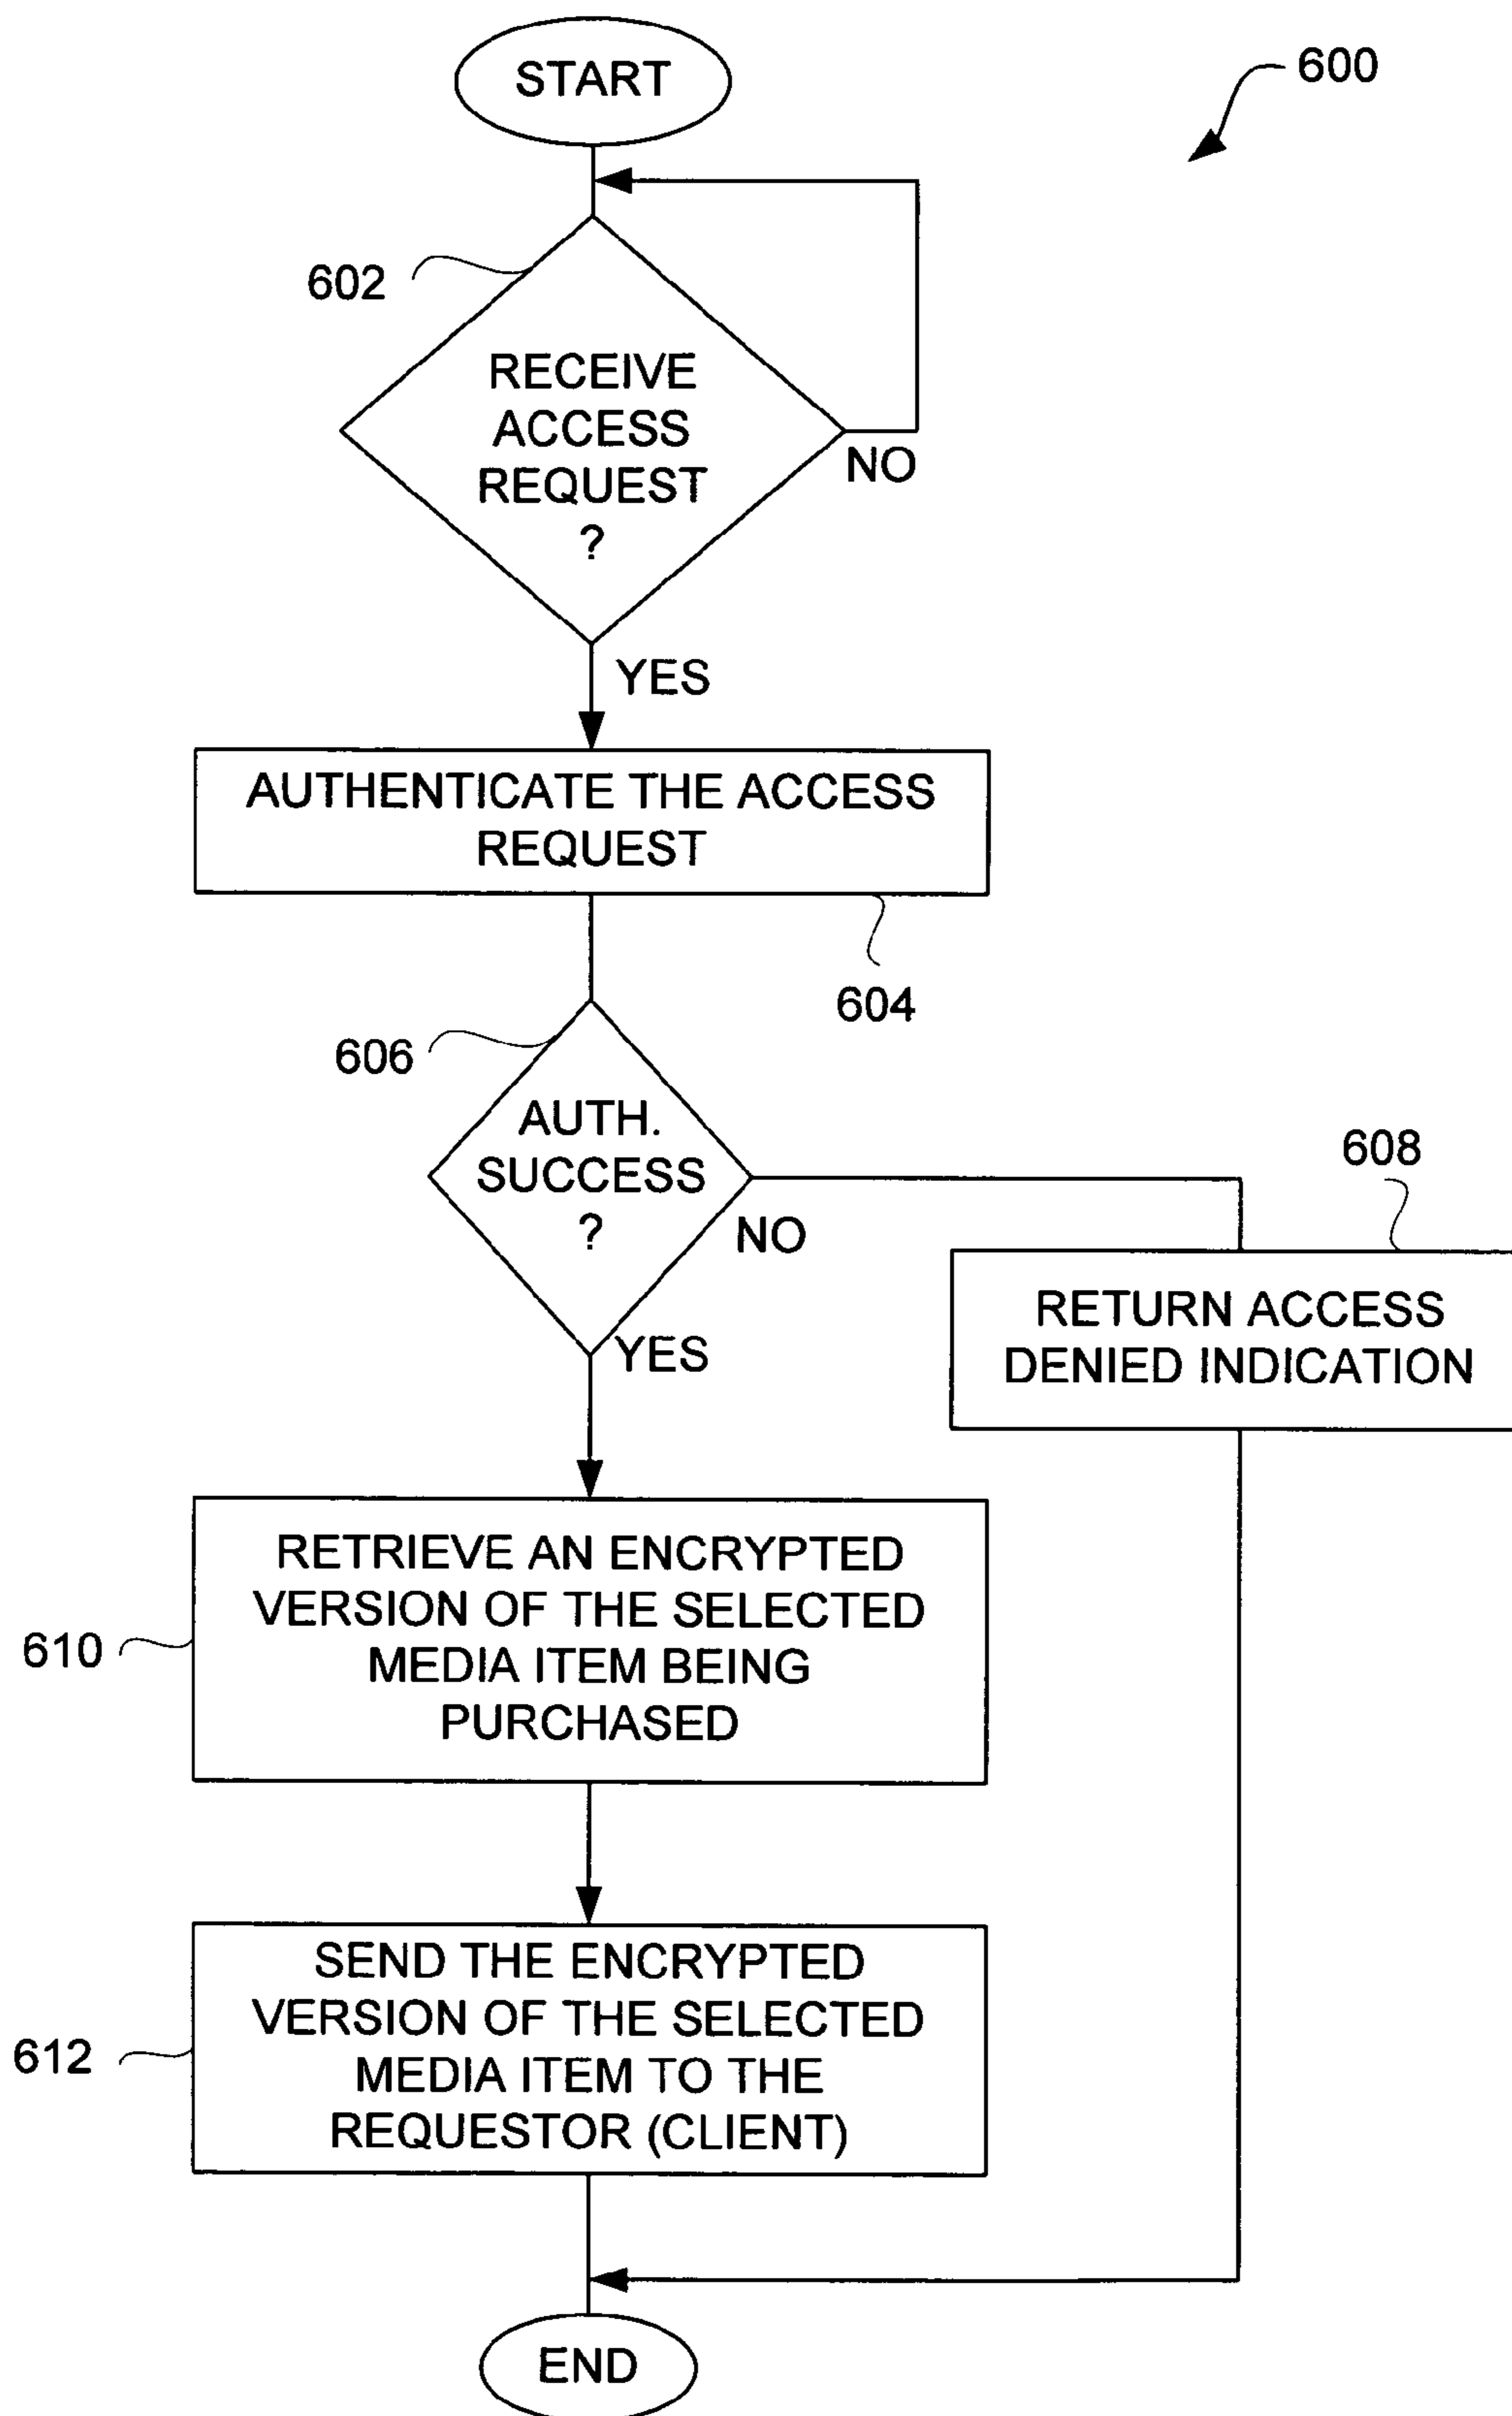 START
600
602
RECEIVE
ACCESS
REQUEST
?
NO
YES
AUTHENTICATE THE ACCESS
REQUEST
604
606
AUTH.
SUCCESS
?
NO
YES
608
RETURN ACCESS
DENIED INDICATION
610
RETRIEVE AN ENCRYPTED
VERSION OF THE SELECTED
MEDIA ITEM BEING
PURCHASED
612
SEND THE ENCRYPTED
VERSION OF THE SELECTED
MEDIA ITEM TO THE
REQUESTOR (CLIENT)
END